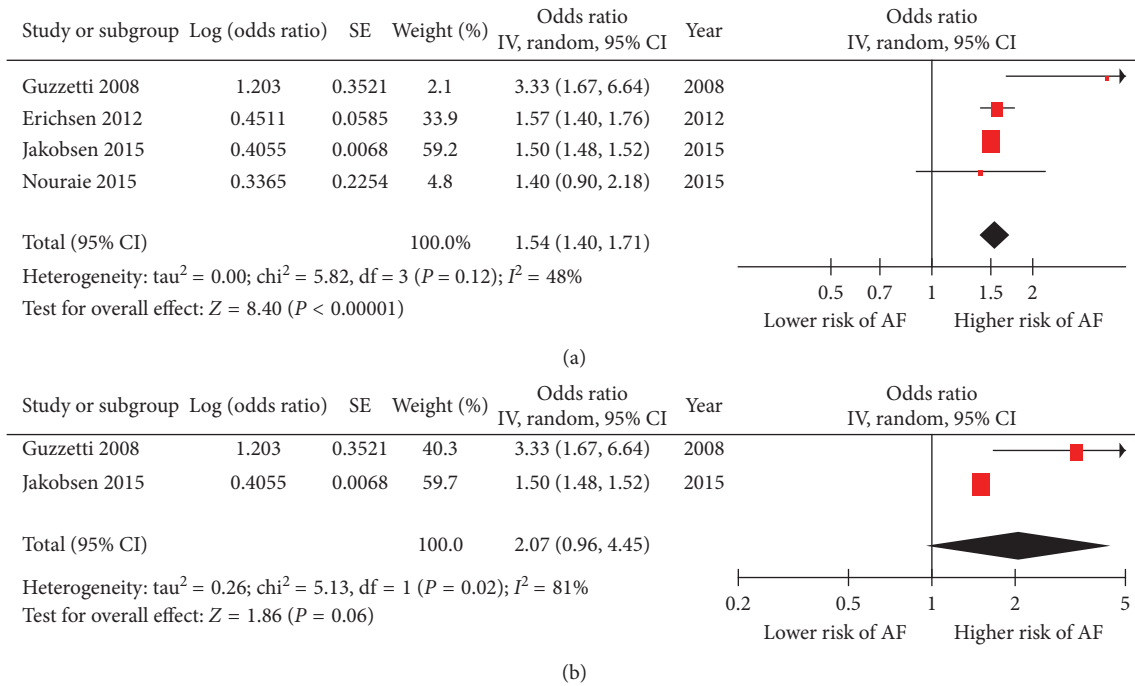 Study or subgroup Log (odds ratio) SE Weight (%) Odds ratio IV, random, 95% CI Year Odds ratio IV, random, 95% CI
Guzzetti 2008 1.203 0.3521 2.1 3.33 (1.67, 6.64) 2008
Erichsen 2012 0.4511 0.0585 33.9 1.57 (1.40, 1.76) 2012
Jakobsen 2015 0.4055 0.0068 59.2 1.50 (1.48, 1.52) 2015
Nouraie 2015 0.3365 0.2254 4.8 1.40 (0.90, 2.18) 2015
Total (95% CI) 100.0% 1.54 (1.40, 1.71)
Heterogeneity: tau² = 0.00; chi² = 5.82, df = 3 (P = 0.12); I² = 48%
Test for overall effect: Z = 8.40 (P < 0.00001)
0.5 0.7 1 1.5 2
Lower risk of AF Higher risk of AF
(a)
Study or subgroup Log (odds ratio) SE Weight (%) Odds ratio IV, random, 95% CI Year Odds ratio IV, random, 95% CI
Guzzetti 2008 1.203 0.3521 40.3 3.33 (1.67, 6.64) 2008
Jakobsen 2015 0.4055 0.0068 59.7 1.50 (1.48, 1.52) 2015
Total (95% CI) 100.0 2.07 (0.96, 4.45)
Heterogeneity: tau² = 0.26; chi² = 5.13, df = 1 (P = 0.02); I² = 81%
Test for overall effect: Z = 1.86 (P = 0.06)
0.2 0.5 1 2 5
Lower risk of AF Higher risk of AF
(b)